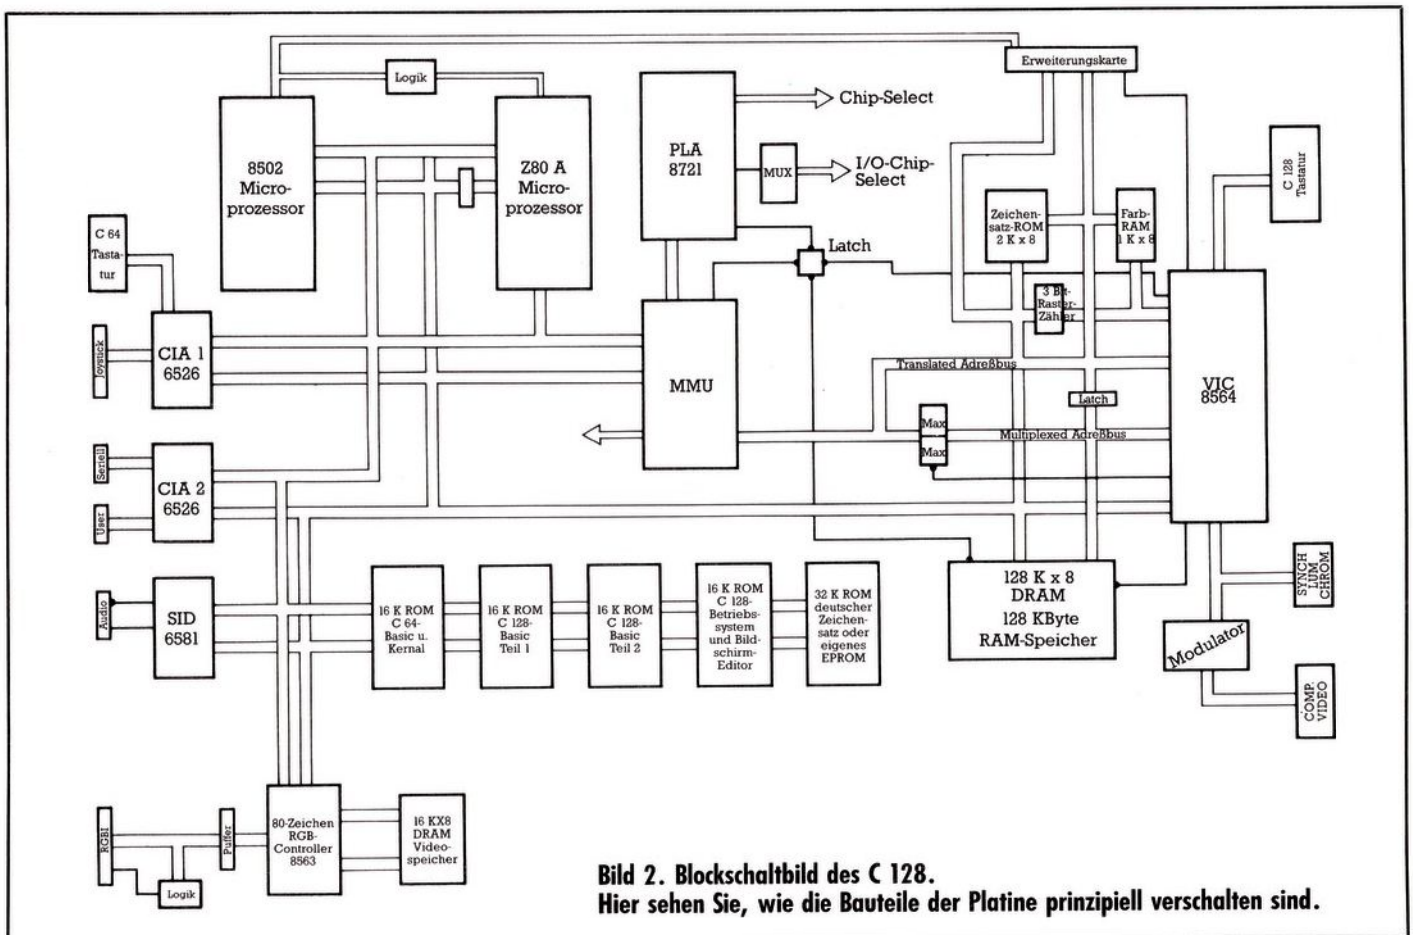 Erweiterungskarte
Logik
8502
Micro-
prozessor
Z80 A
Micro-
prozessor
PLA
8721
Chip-Select
MUX
I/O-Chip-
Select
C 128
Tastatur
C 64
Tasta-
tur
Zeichen-
satz-ROM
2 K x 8
Farb-
RAM
1 K x 8
Latch
3 Bit-
Raster-
Zähler
Joystick
CIA 1
6526
MMU
Translated Adreßbus
VIC
8564
Latch
Max
Multiplexed Adreßbus
Max
Seriell
User
CIA 2
6526
Audio
SID
6581
16 K ROM
C 64-
Basic u.
Kernal
16 K ROM
C 128-
Basic
Teil 1
16 K ROM
C 128-
Basic
Teil 2
16 K ROM
C 128-
Betriebs-
system
und Bild-
schirm-
Editor
32 K ROM
deutscher
Zeichen-
satz oder
eigenes
EPROM
128 K x 8
DRAM
128 KByte
RAM-Speicher
SYNCH
LUM
CHROM
Modulator
COMP.
VIDEO
RGBI
Logik
Puffer
80-Zeichen
RGB-
Controller
8563
16 KX8
DRAM
Video-
speicher
Bild 2. Blockschaltbild des C 128.
Hier sehen Sie, wie die Bauteile der Platine prinzipiell verschalten sind.